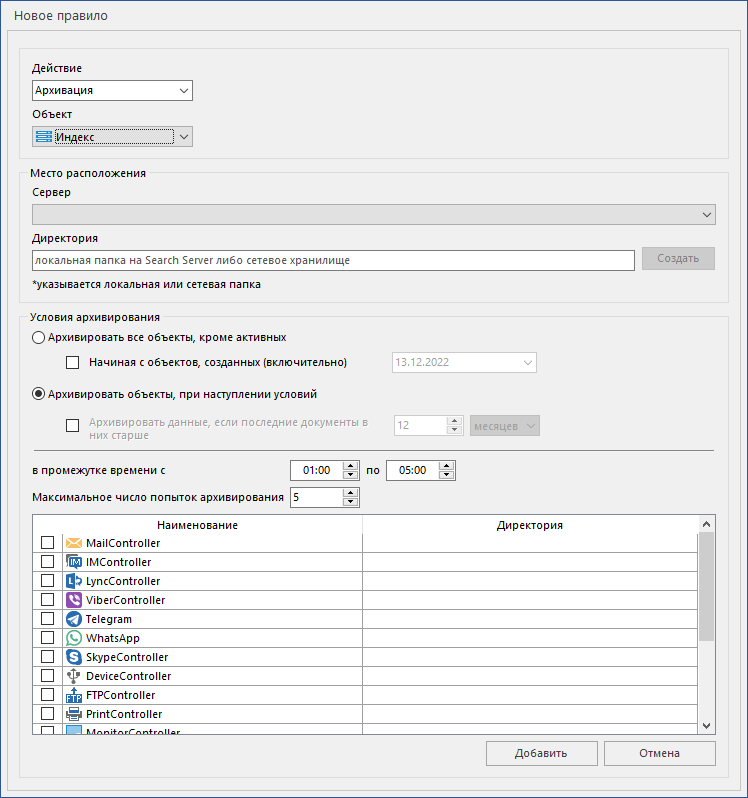 Новое правило
Действие
Архивация
Объект
Индекс
Место расположения
Сервер
Директория
локальная папка на Search Server либо сетевое хранилище
Создать
*указывается локальная или сетевая папка
Условия архивирования
Архивировать все объекты, кроме активных
Начиная с объектов, созданных (включительно)
13.12.2022
Архивировать объекты, при наступлении условий
Архивировать данные, если последние документы в
них старше
12
месяцев
в промежутке времени с
01:00
по
05:00
Максимальное число попыток архивирования
5
Наименование
Директория
MailController
IMController
LyncController
ViberController
Telegram
WhatsApp
SkypeController
DeviceController
FTPController
PrintController
MonitorController
Добавить
Отмена